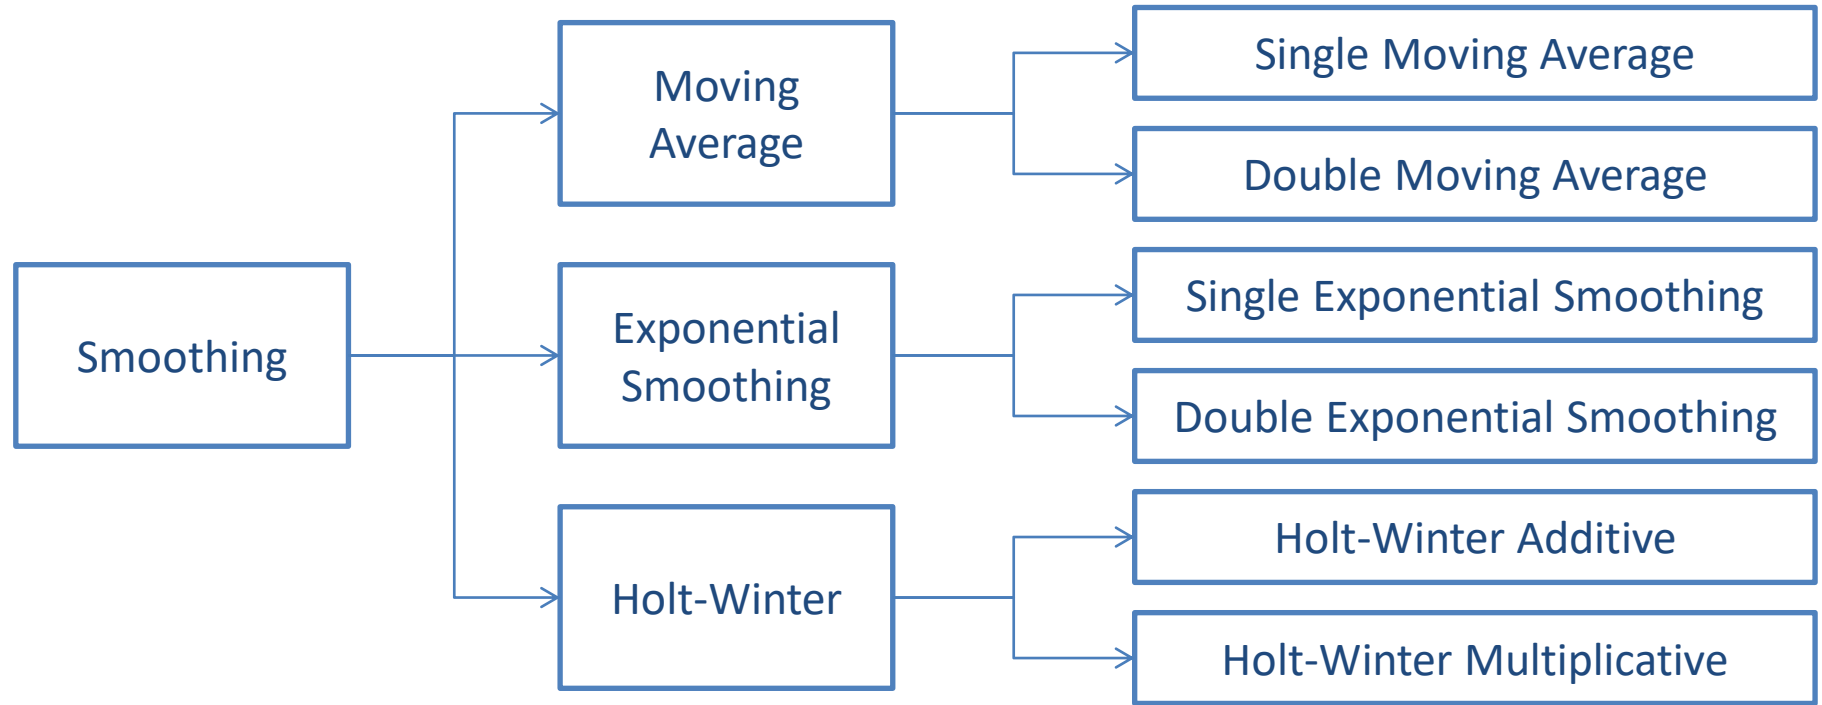 Smoothing
Moving
Average
Exponential
Smoothing
Holt-Winter
Single Moving Average
Double Moving Average
Single Exponential Smoothing
Double Exponential Smoothing
Holt-Winter Additive
Holt-Winter Multiplicative